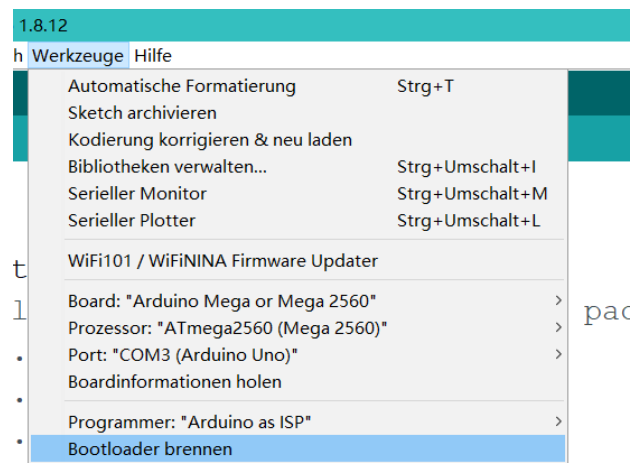 1.8.12
h Werkzeuge Hilfe
Automatische Formatierung Strg+T
Sketch archivieren
Kodierung korrigieren & neu laden
Bibliotheken verwalten... Strg+Umschalt+I
Serieller Monitor Strg+Umschalt+M
Serieller Plotter Strg+Umschalt+L
WiFi101 / WiFiNINA Firmware Updater
t
Board: "Arduino Mega or Mega 2560"
l pac
Prozessor: "ATmega2560 (Mega 2560)"
Port: "COM3 (Arduino Uno)"
Boardinformationen holen
Programmer: "Arduino as ISP"
Bootloader brennen